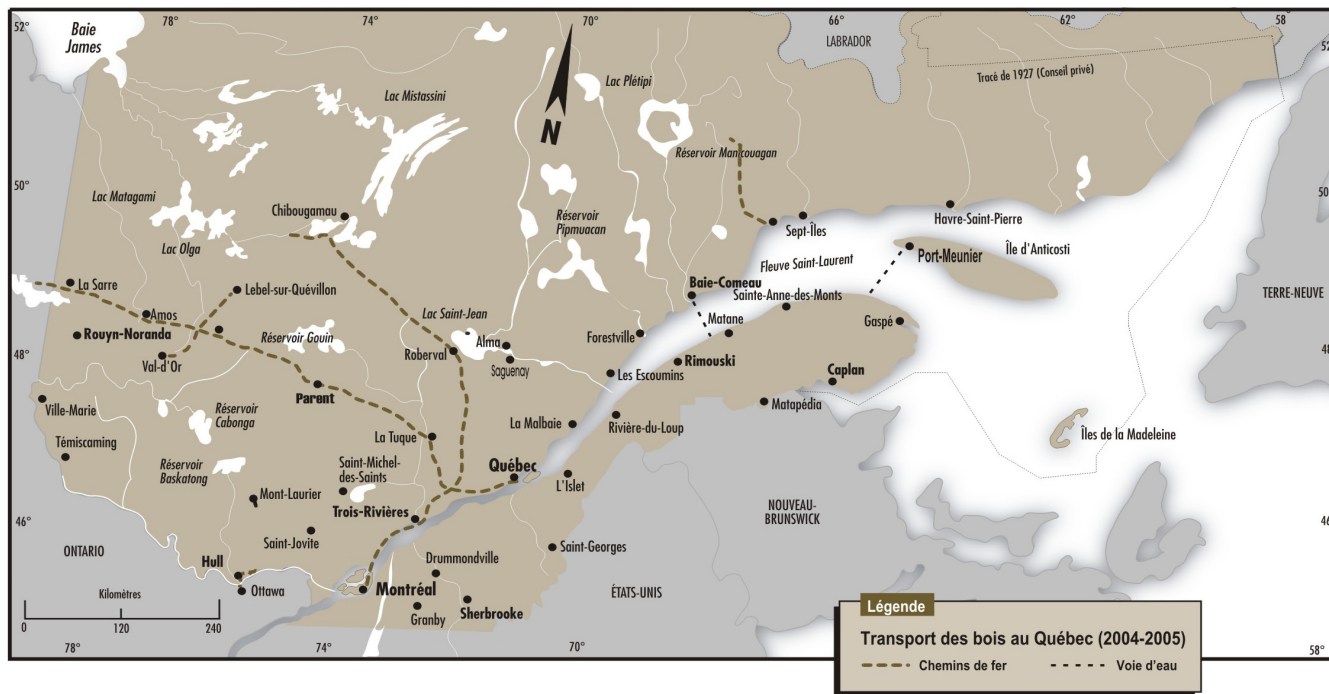 52°
78°
74°
70°
66°
62°
58°
52°
Baie
James
LABRADOR
Tracé de 1927 (Conseil privé)
Lac Plétipi
Lac Mistassini
N
Réservoir Manicouagan
50°
Lac Matagami
Chibougamau
Réservoir
Pipmuacan
Havre-Saint-Pierre
Sept-Îles
Lac Olga
Île d'Anticosti
Port-Meunier
Fleuve Saint-Laurent
La Sarre
Lebel-sur-Quévillon
Baie-Comeau
Sainte-Anne-des-Monts
TERRE-NEUVE
Amos
Lac Saint-Jean
Matane
Gaspé
Rouyn-Noranda
Réservoir Gouin
Alma
Forestville
48°
48°
Val-d'Or
Roberval
Saguenay
Rimouski
Les Escoumins
Caplan
Parent
Ville-Marie
Réservoir
Cabonga
Matapédia
La Malbaie
Rivière-du-Loup
Îles de la Madeleine
La Tuque
Témiscaming
Réservoir
Baskatong
Saint-Michel-
des-Saints
Québec
L'Islet
Mont-Laurier
Trois-Rivières
NOUVEAU-
BRUNSWICK
46°
46°
Saint-Jovite
ONTARIO
Saint-Georges
Drummondville
Hull
Ottawa
Montréal
Sherbrooke
Granby
ÉTATS-UNIS
Kilomètres
0
120
240
78°
74°
70°
58°
Légende
Transport des bois au Québec (2004-2005)
Chemins de fer
Voie d'eau